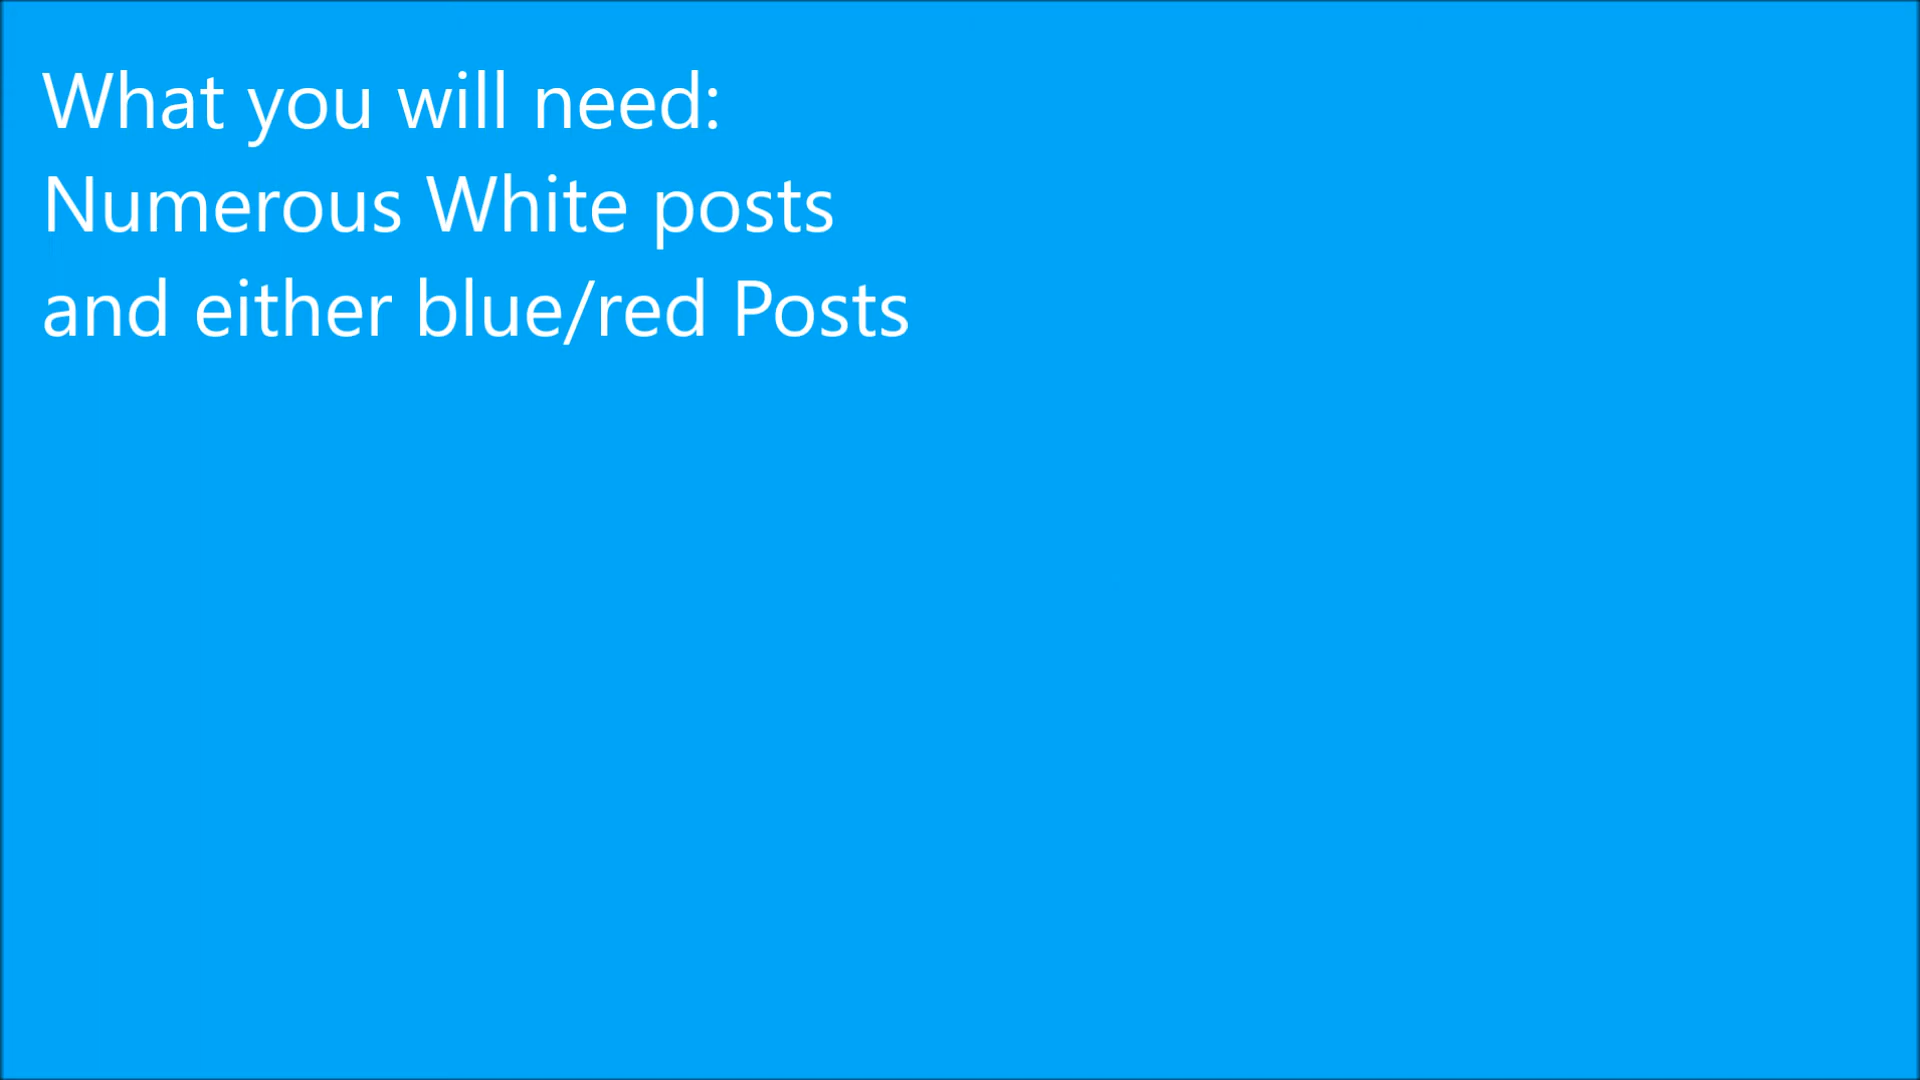 What you will need:
Numerous White posts
and either blue/red Posts